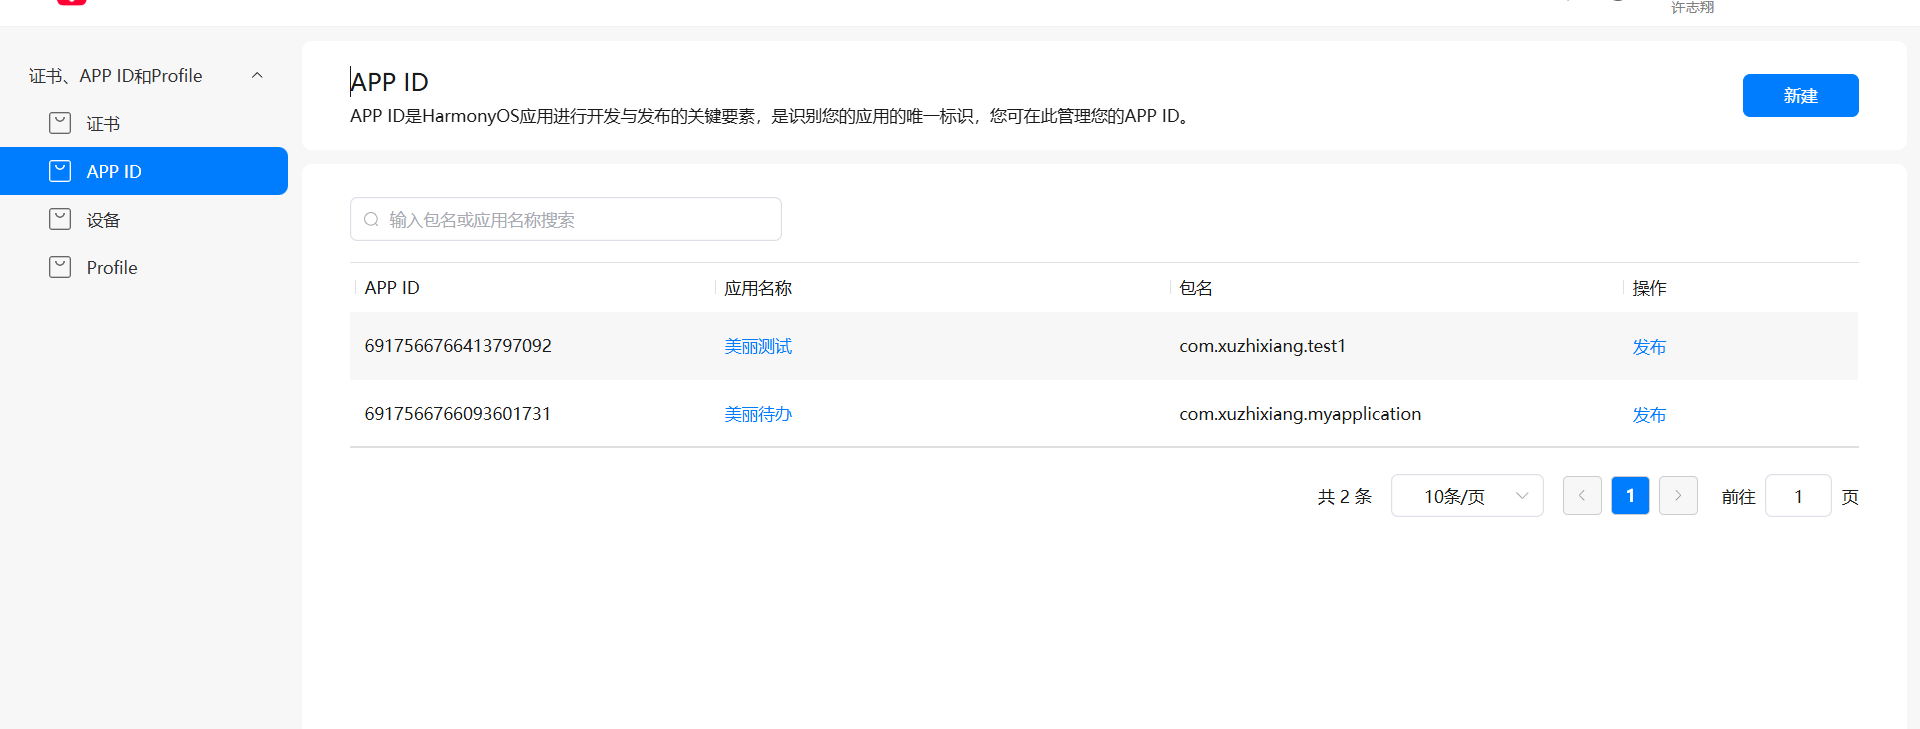 许志翔
证书、APP ID和Profile
证书
APP ID
设备
Profile
APP ID
APP ID是HarmonyOS应用进行开发与发布的关键要素，是识别您的应用的唯一标识，您可在此管理您的APP ID。
新建
输入包名或应用名称搜索
APP ID 应用名称 包名 操作
6917566766413797092 美丽测试 com.xuzhixiang.test1 发布
6917566766093601731 美丽待办 com.xuzhixiang.myapplication 发布
共 2 条 10条/页 1 前往 1 页